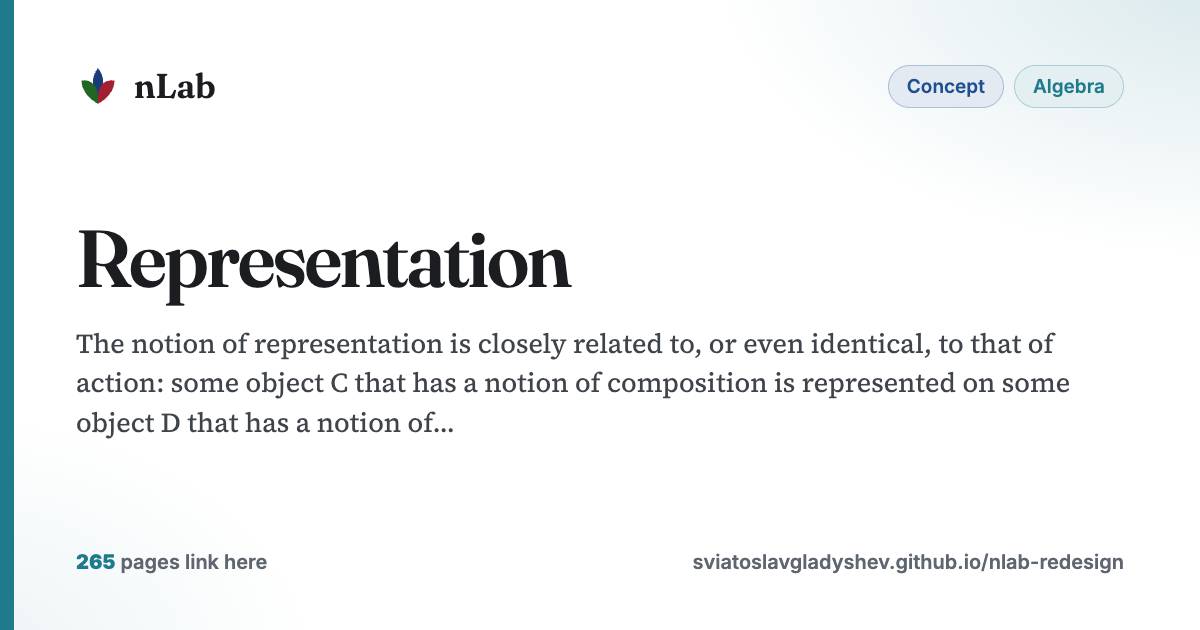 nLab
Concept
Algebra
Representation
The notion of representation is closely related to, or even identical, to that of
action: some object C that has a notion of composition is represented on some
object D that has a notion of...
265 pages link here
sviatoslavgladyshev.github.io/nlab-redesign